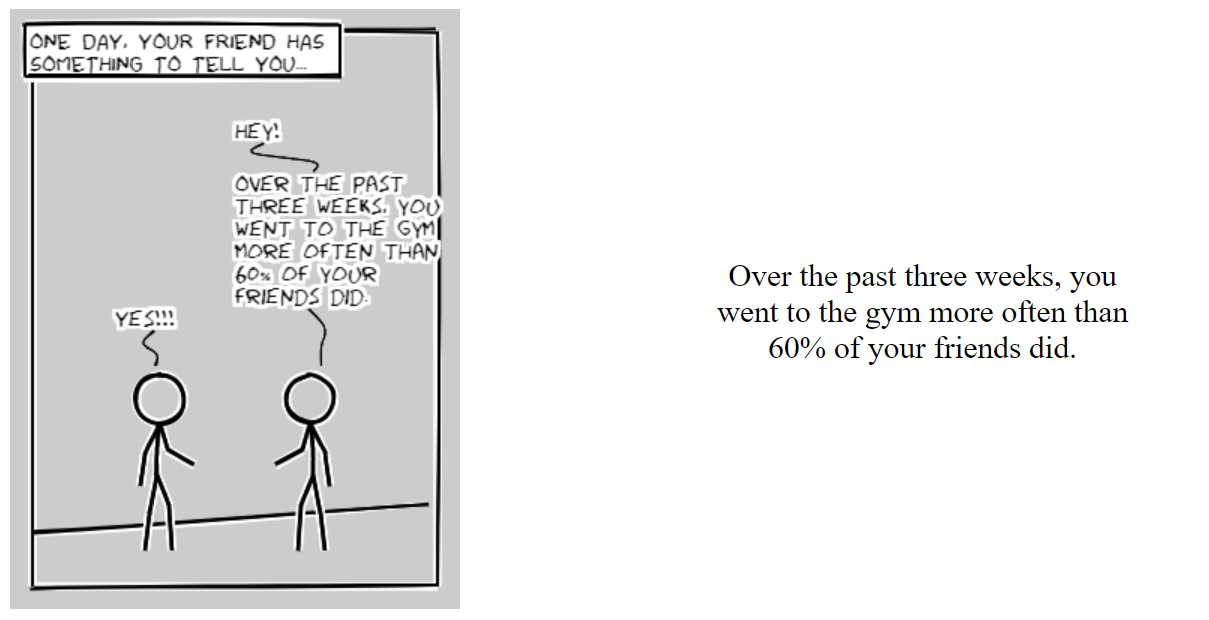 ONE DAY, YOUR FRIEND HAS
SOMETHING TO TELL YOU...
HEY!
OVER THE PAST
THREE WEEKS, YOU
WENT TO THE GYM
MORE OFTEN THAN
60% OF YOUR
FRIENDS DID.
YES!!!
Over the past three weeks, you
went to the gym more often than
60% of your friends did.